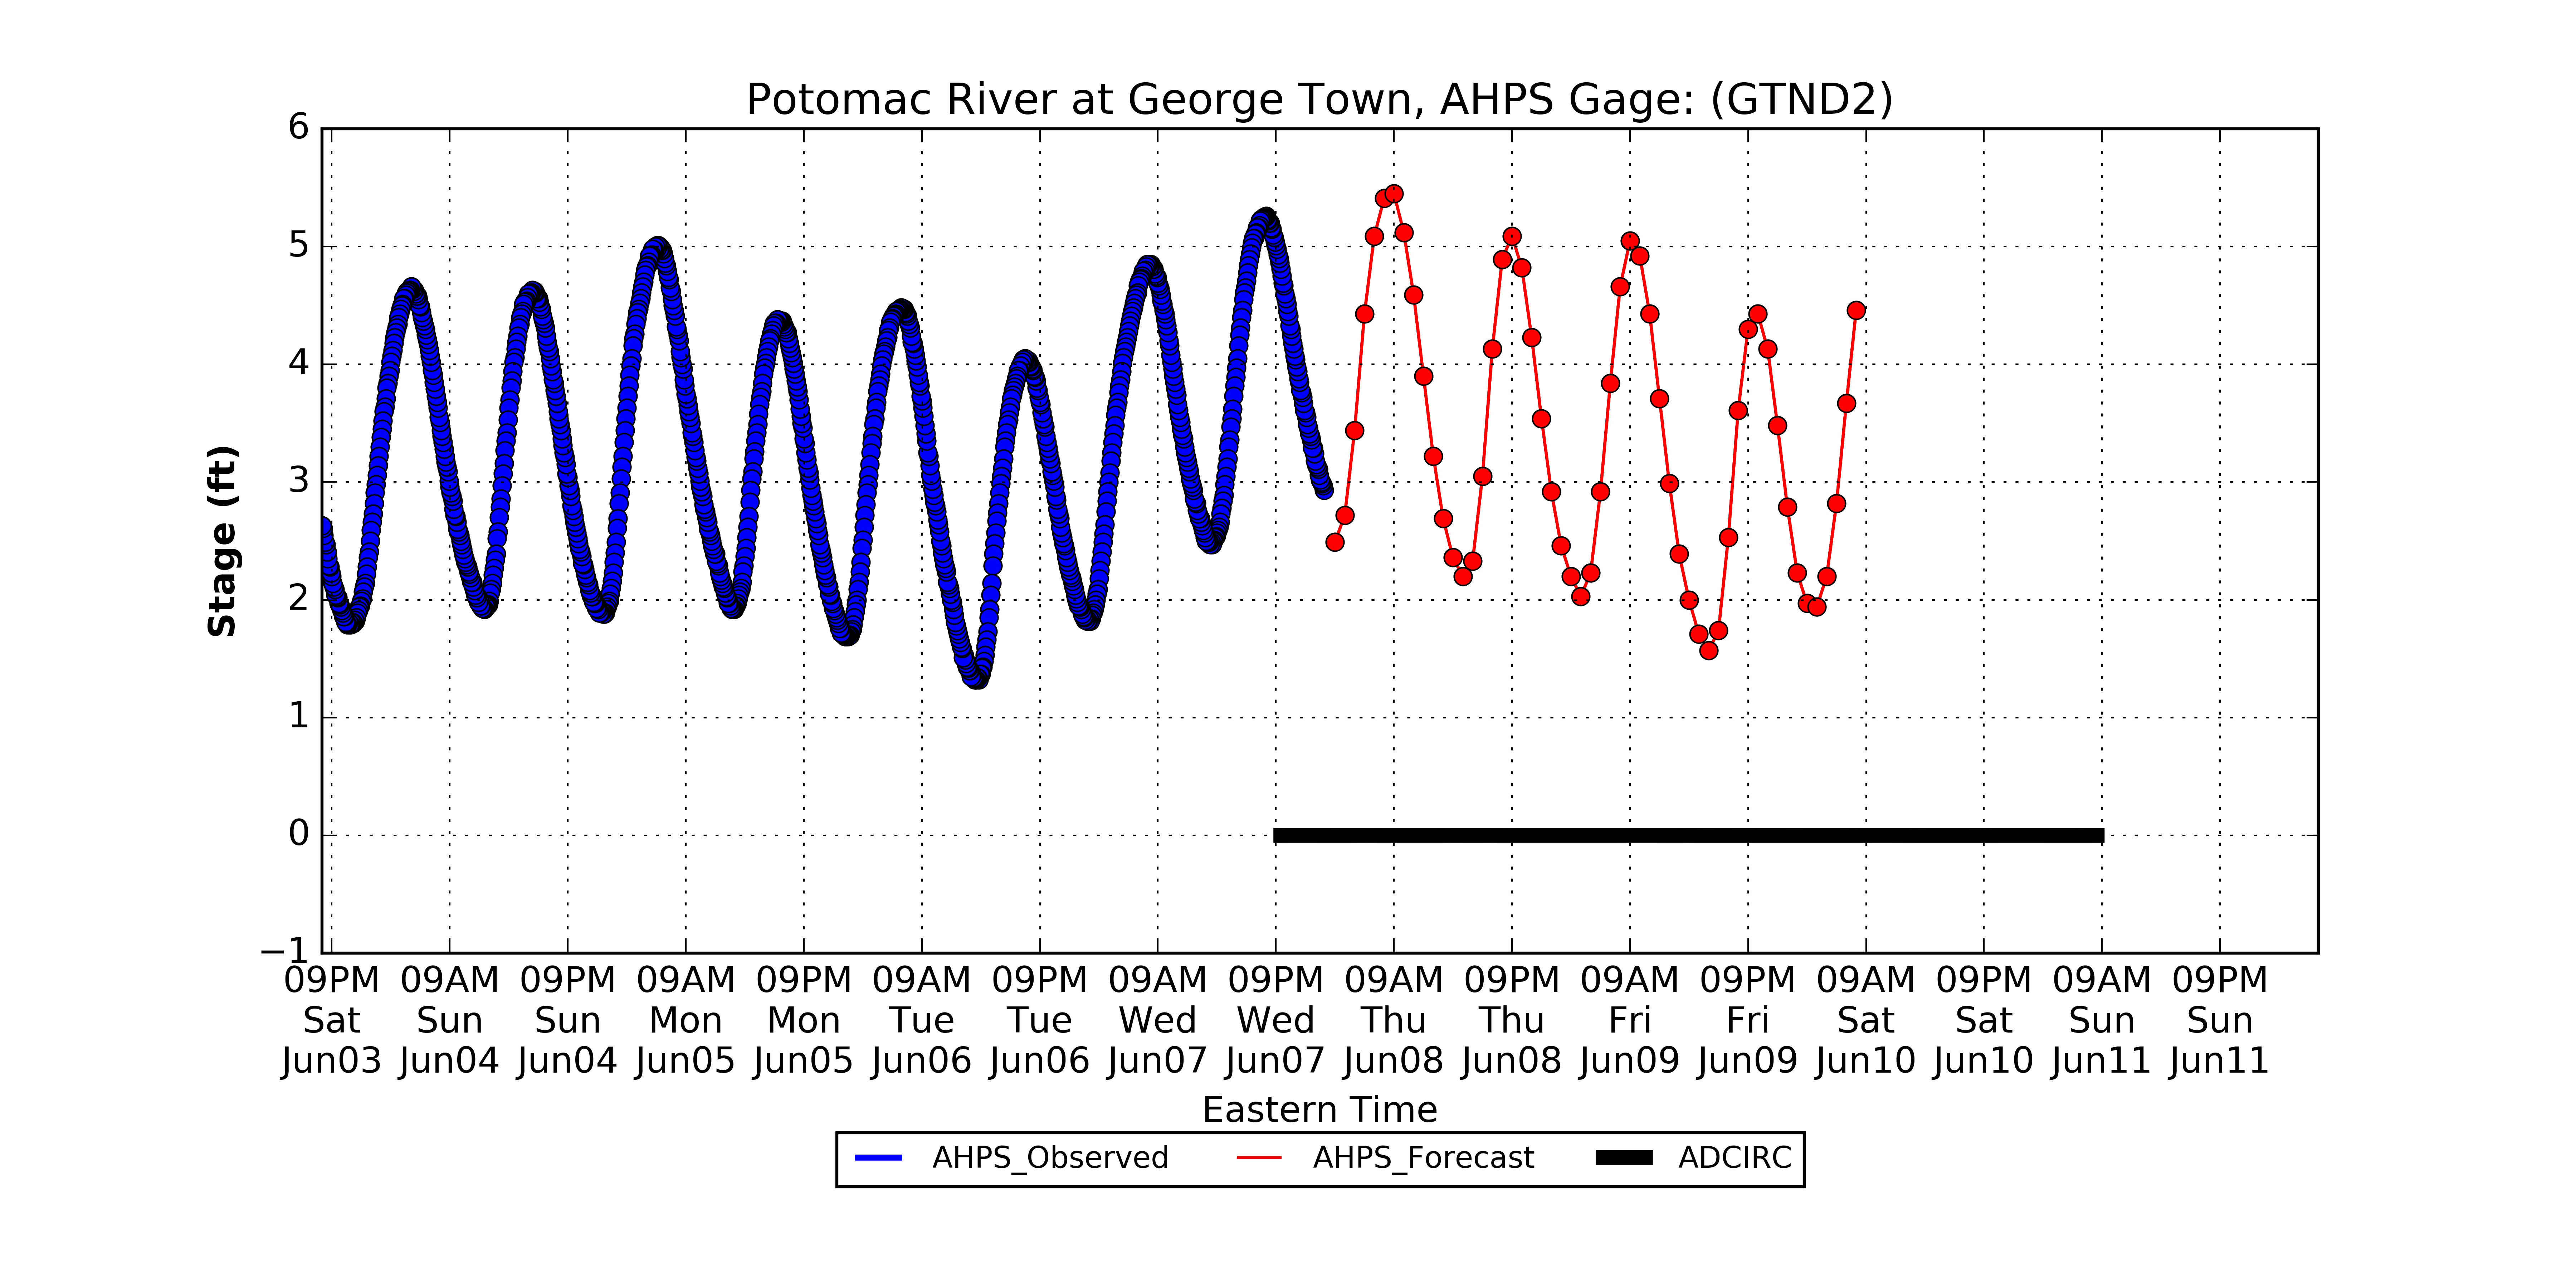 Potomac River at George Town, AHPS Gage: (GTND2)
6
5
4
3
2
1
0
−1
Stage (ft)
09PM 09AM 09PM 09AM 09PM 09AM 09PM 09AM 09PM 09AM 09PM 09AM 09PM 09AM 09PM 09AM 09PM
Sat Sun Sun Mon Mon Tue Tue Wed Wed Thu Thu Fri Fri Sat Sat Sun Sun
Jun03 Jun04 Jun04 Jun05 Jun05 Jun06 Jun06 Jun07 Jun07 Jun08 Jun08 Jun09 Jun09 Jun10 Jun10 Jun11 Jun11
Eastern Time
AHPS_Observed AHPS_Forecast ADCIRC